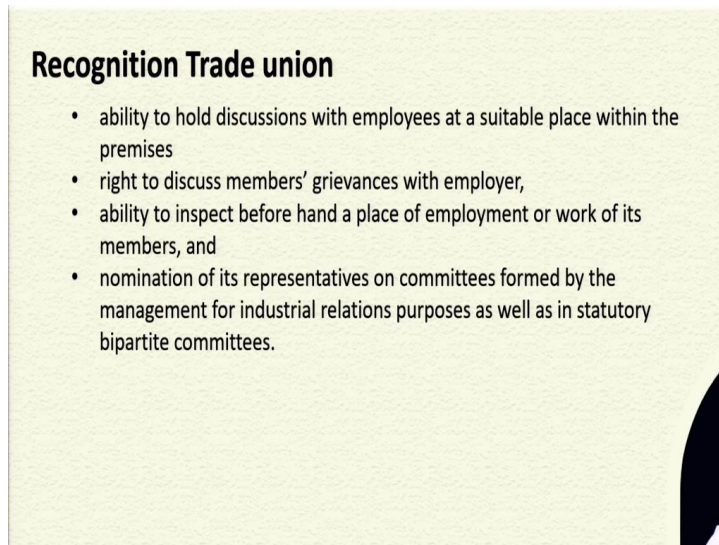 Recognition Trade union
• ability to hold discussions with employees at a suitable place within the
premises
• right to discuss members' grievances with employer,
• ability to inspect before hand a place of employment or work of its
members, and
• nomination of its representatives on committees formed by the
management for industrial relations purposes as well as in statutory
bipartite committees.